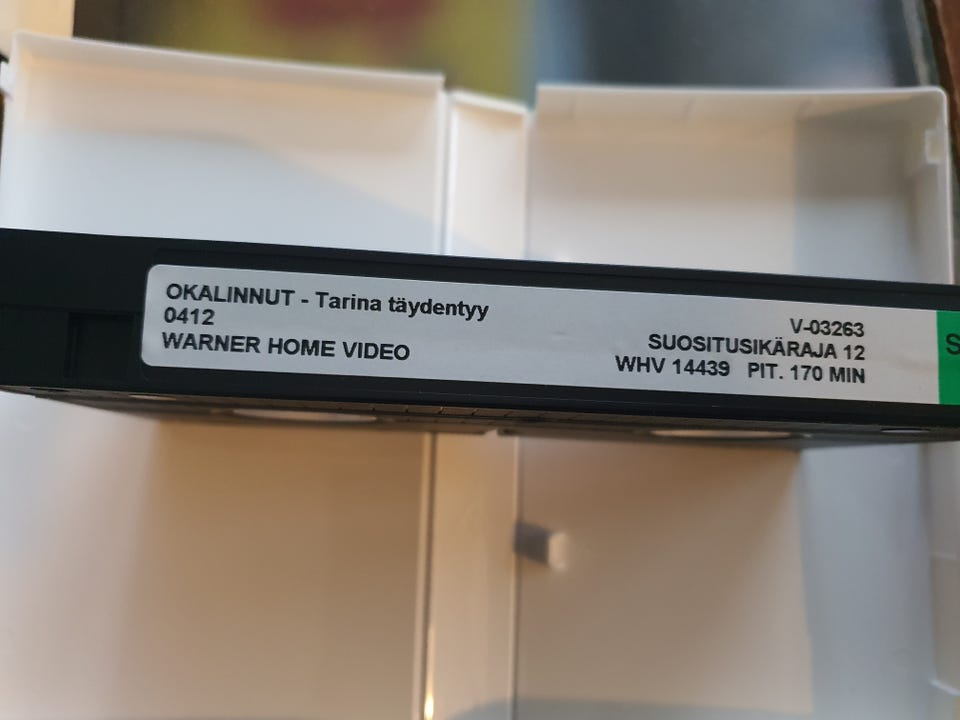 OKALINNUT - Tarina täydentyy
0412
WARNER HOME VIDEO
V-03263
SUOSITUSIKÄRAJA 12
WHV 14439 PIT. 170 MIN
S